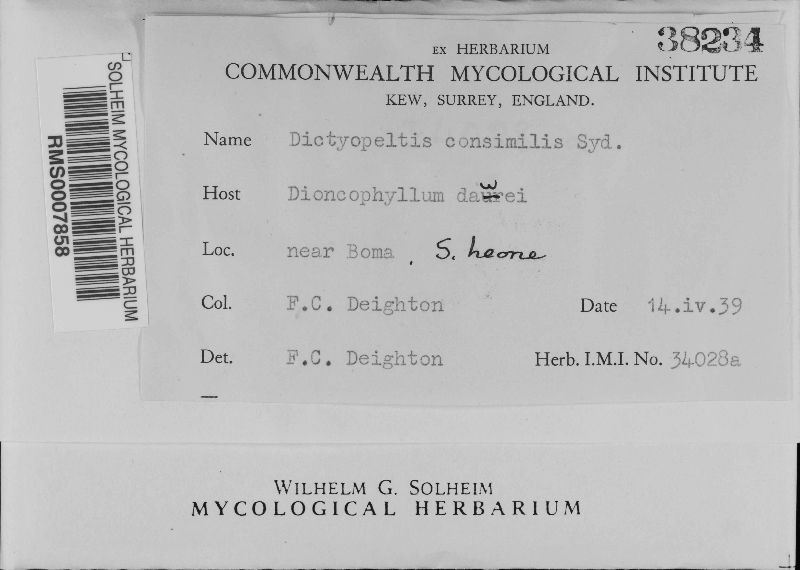 38234
EX HERBARIUM
COMMONWEALTH MYCOLOGICAL INSTITUTE
KEW, SURREY, ENGLAND.
Name Dictyopeltis consimilis Syd.
Host Dioncophyllum dawei
Loc. near Boma, S. Leone
Col. F.C. Deighton Date 14.iv.39
Det. F.C. Deighton Herb. I.M.I. No. 34028a
SOLHEIM MYCOLOGICAL HERBARIUM
RMS0007858
WILHELM G. SOLHEIM
MYCOLOGICAL HERBARIUM